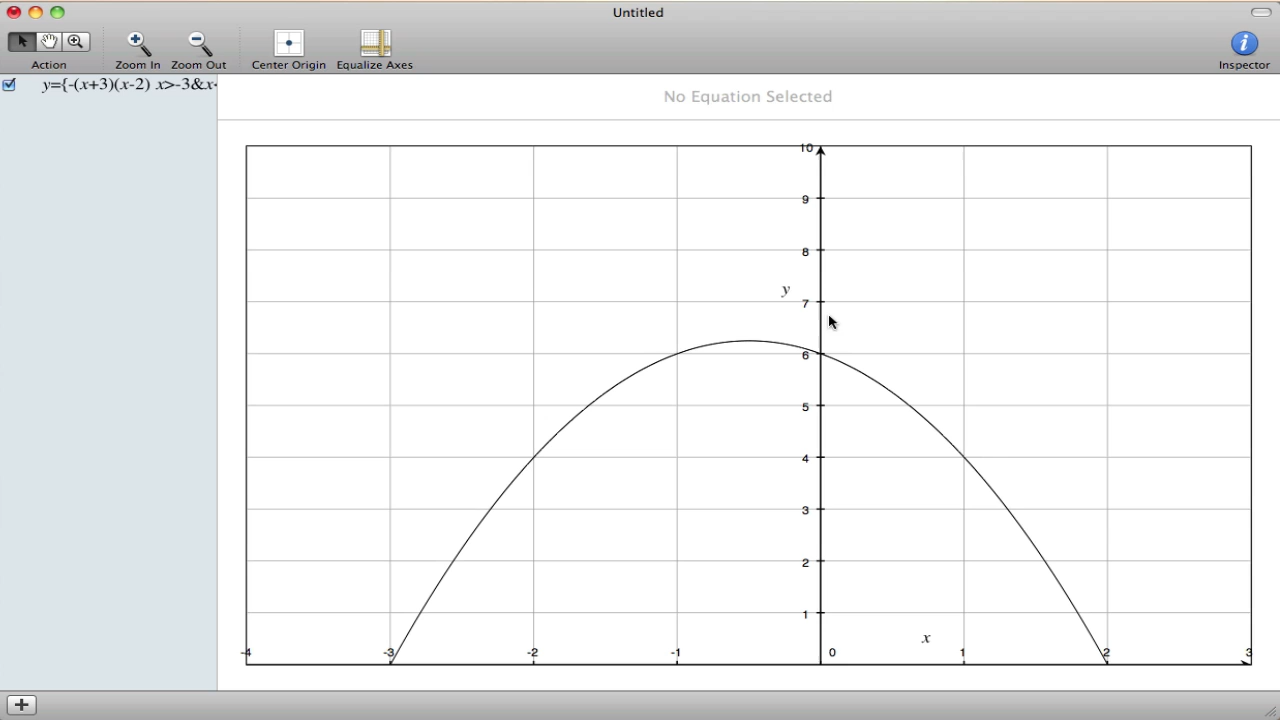 Untitled
Action Zoom In Zoom Out Center Origin Equalize Axes Inspector
y={-(x+3)(x-2) x>-3&x<
No Equation Selected
10
9
8
y
7
6
5
4
3
2
1
x
-4 -3 -2 -1 0 1 2 3